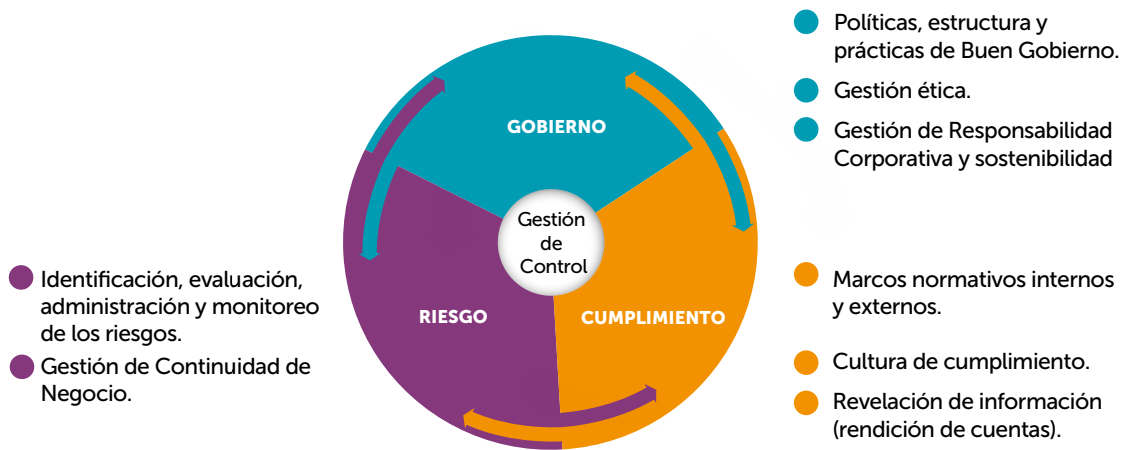 Políticas, estructura y
prácticas de Buen Gobierno.
Gestión ética.
Gestión de Responsabilidad
Corporativa y sostenibilidad
GOBIERNO
Gestión
de
Control
RIESGO
CUMPLIMIENTO
Identificación, evaluación,
administración y monitoreo
de los riesgos.
Gestión de Continuidad de
Negocio.
Marcos normativos internos
y externos.
Cultura de cumplimiento.
Revelación de información
(rendición de cuentas).